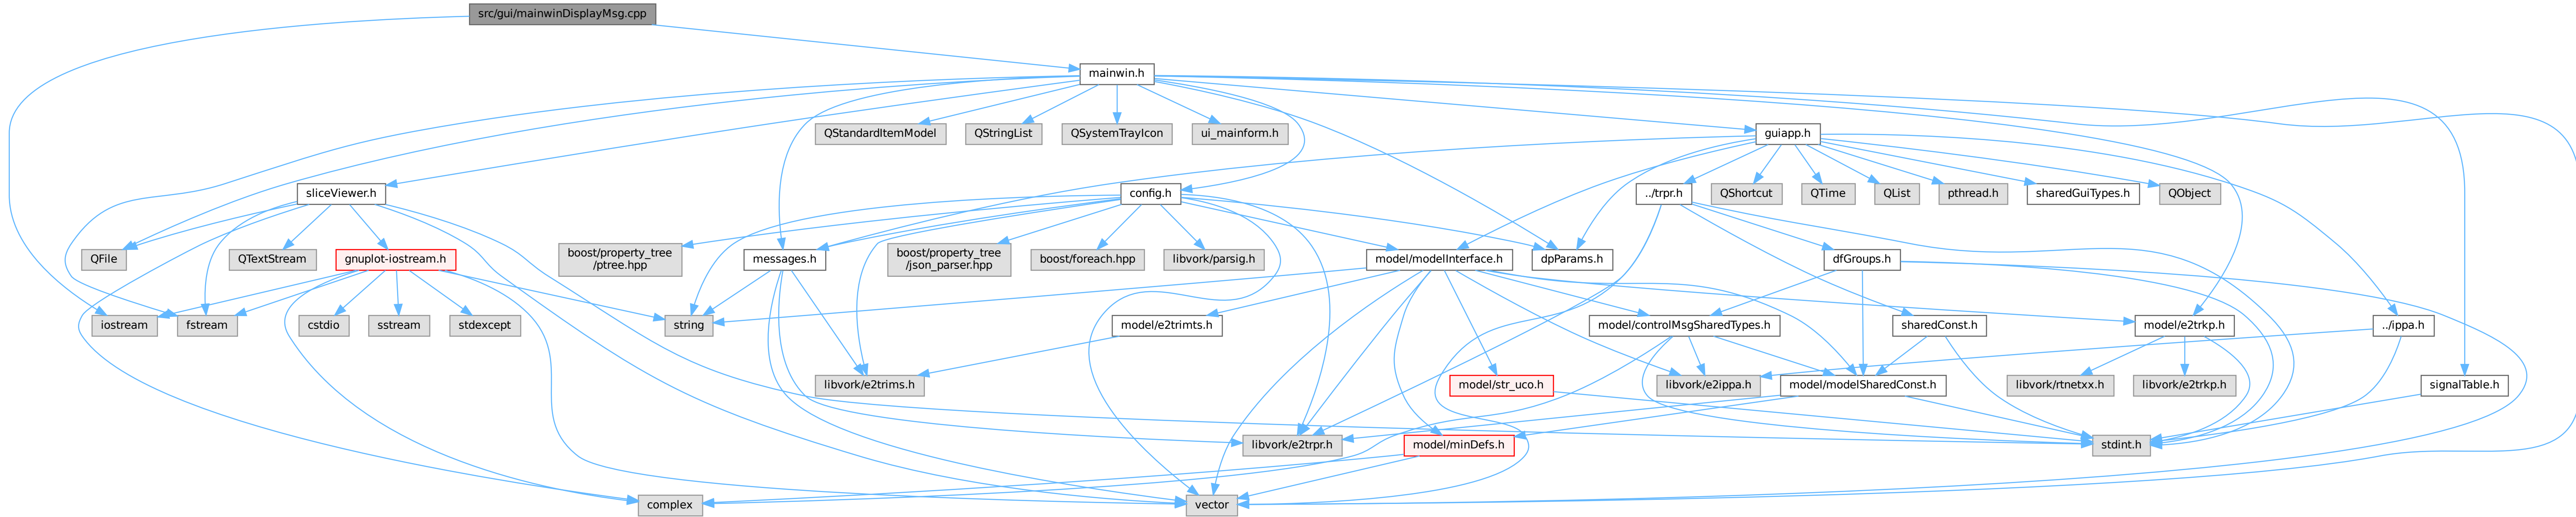 src/gui/mainwinDisplayMsg.cpp
mainwin.h
QStandardItemModel
QStringList
QSystemTrayIcon
ui_mainform.h
guiapp.h
sliceViewer.h
config.h
../trpr.h
QShortcut
QTime
QList
pthread.h
sharedGuiTypes.h
QObject
QFile
QTextStream
gnuplot-iostream.h
boost/property_tree
/ptree.hpp
messages.h
boost/property_tree
/json_parser.hpp
boost/foreach.hpp
libvork/parsig.h
model/modelInterface.h
dpParams.h
dfGroups.h
iostream
fstream
cstdio
sstream
stdexcept
string
model/e2trimts.h
model/controlMsgSharedTypes.h
sharedConst.h
model/e2trkp.h
../ippa.h
libvork/e2trims.h
model/str_uco.h
libvork/e2ippa.h
model/modelSharedConst.h
libvork/rtnetxx.h
libvork/e2trkp.h
signalTable.h
libvork/e2trpr.h
model/minDefs.h
stdint.h
complex
vector